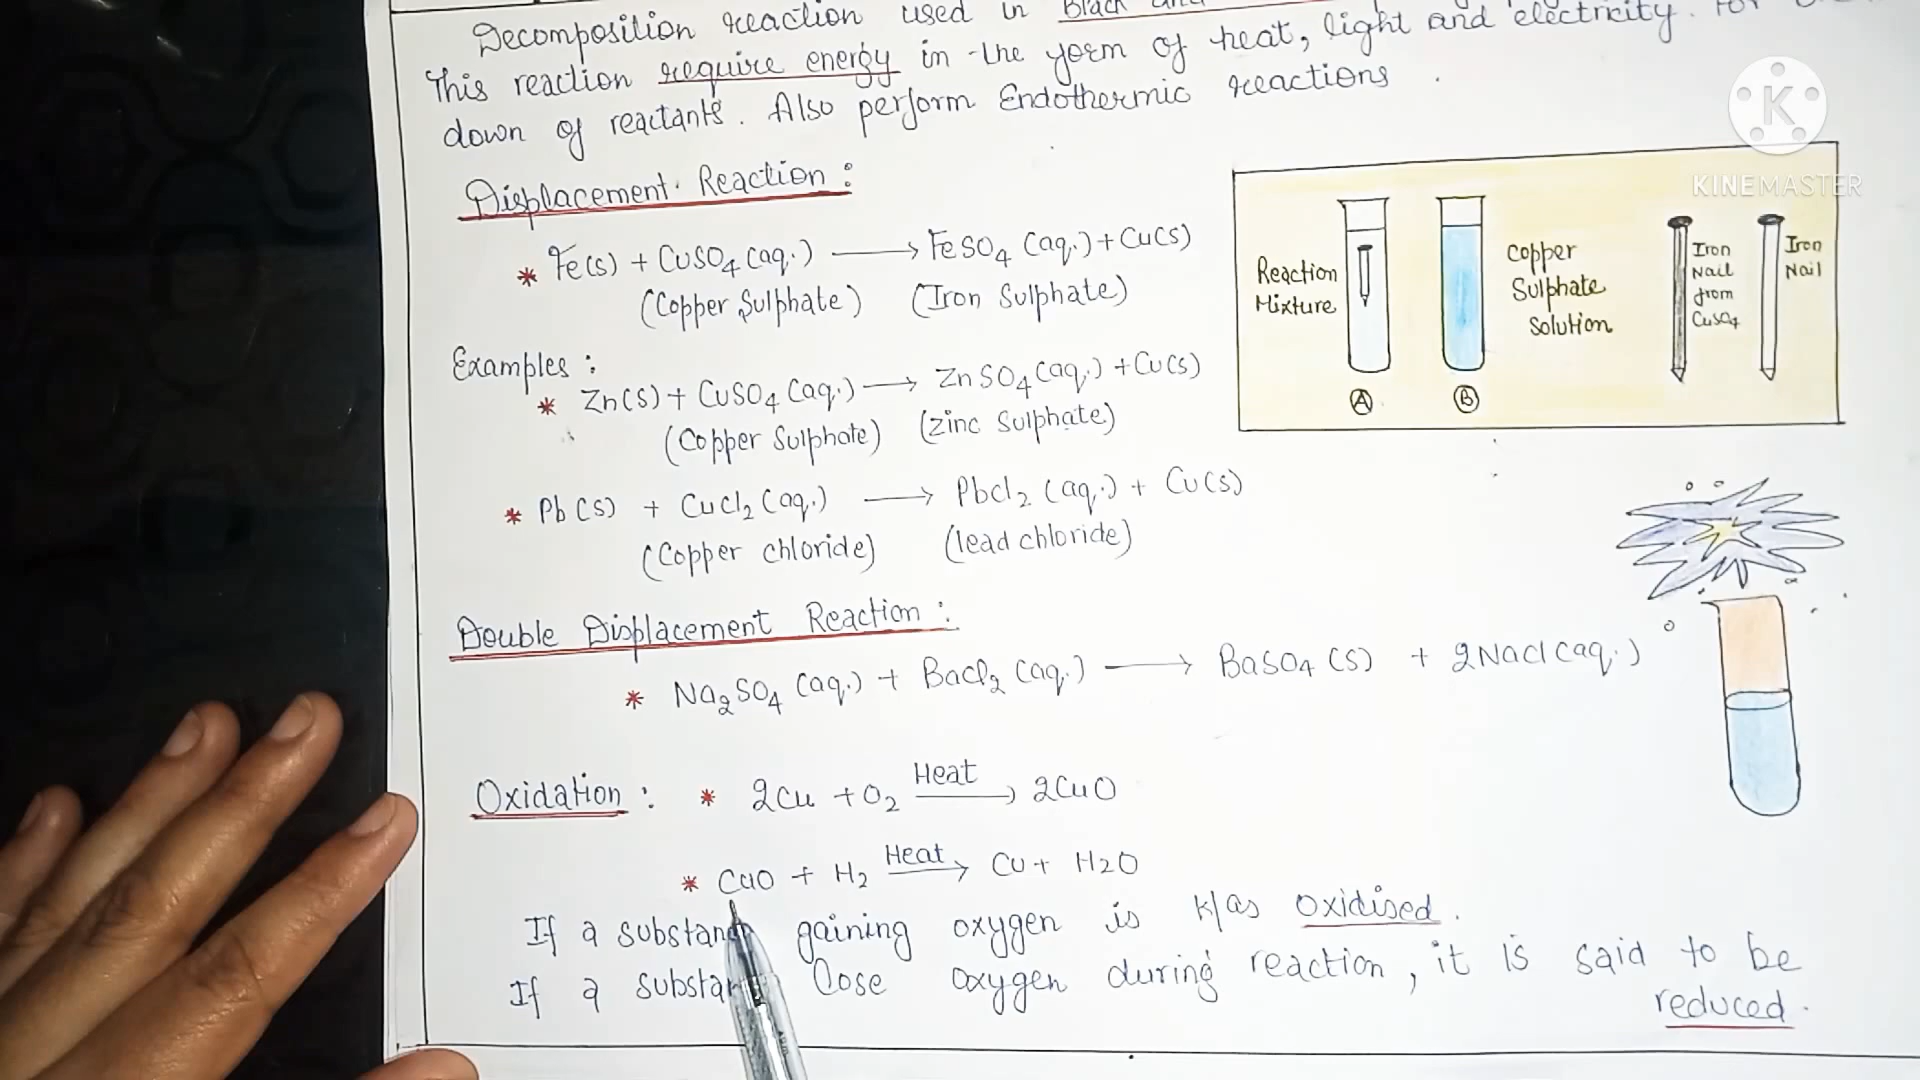 Decomposition reaction used in Black and
This reaction require energy in the form of heat, light and electricity. For
down of reactants. Also perform Endothermic reactions.
Displacement Reaction:
* Fe(s) + CuSO4 (aq.) ⟶ FeSO4 (aq.) + Cu(s)
(Copper Sulphate) (Iron Sulphate)
Examples:
* Zn(s) + CuSO4 (aq.) ⟶ ZnSO4 (aq.) + Cu(s)
(Copper Sulphate) (Zinc Sulphate)
* Pb(s) + CuCl2 (aq.) ⟶ PbCl2 (aq.) + Cu(s)
(Copper chloride) (lead chloride)
Double Displacement Reaction:
* Na2SO4 (aq.) + BaCl2 (aq.) ⟶ BaSO4 (s) + 2NaCl (aq.)
Oxidation: * 2Cu + O2 Heat ⟶ 2CuO
* CuO + H2 Heat ⟶ Cu + H2O
If a substance gaining oxygen is K/as oxidised.
If a substance lose oxygen during reaction, it is said to be
reduced.
K
KINEMASTER
Reaction
Mixture
A
B
Copper
Sulphate
Solution
Iron
Nail
from
CuSO4
Iron
Nail